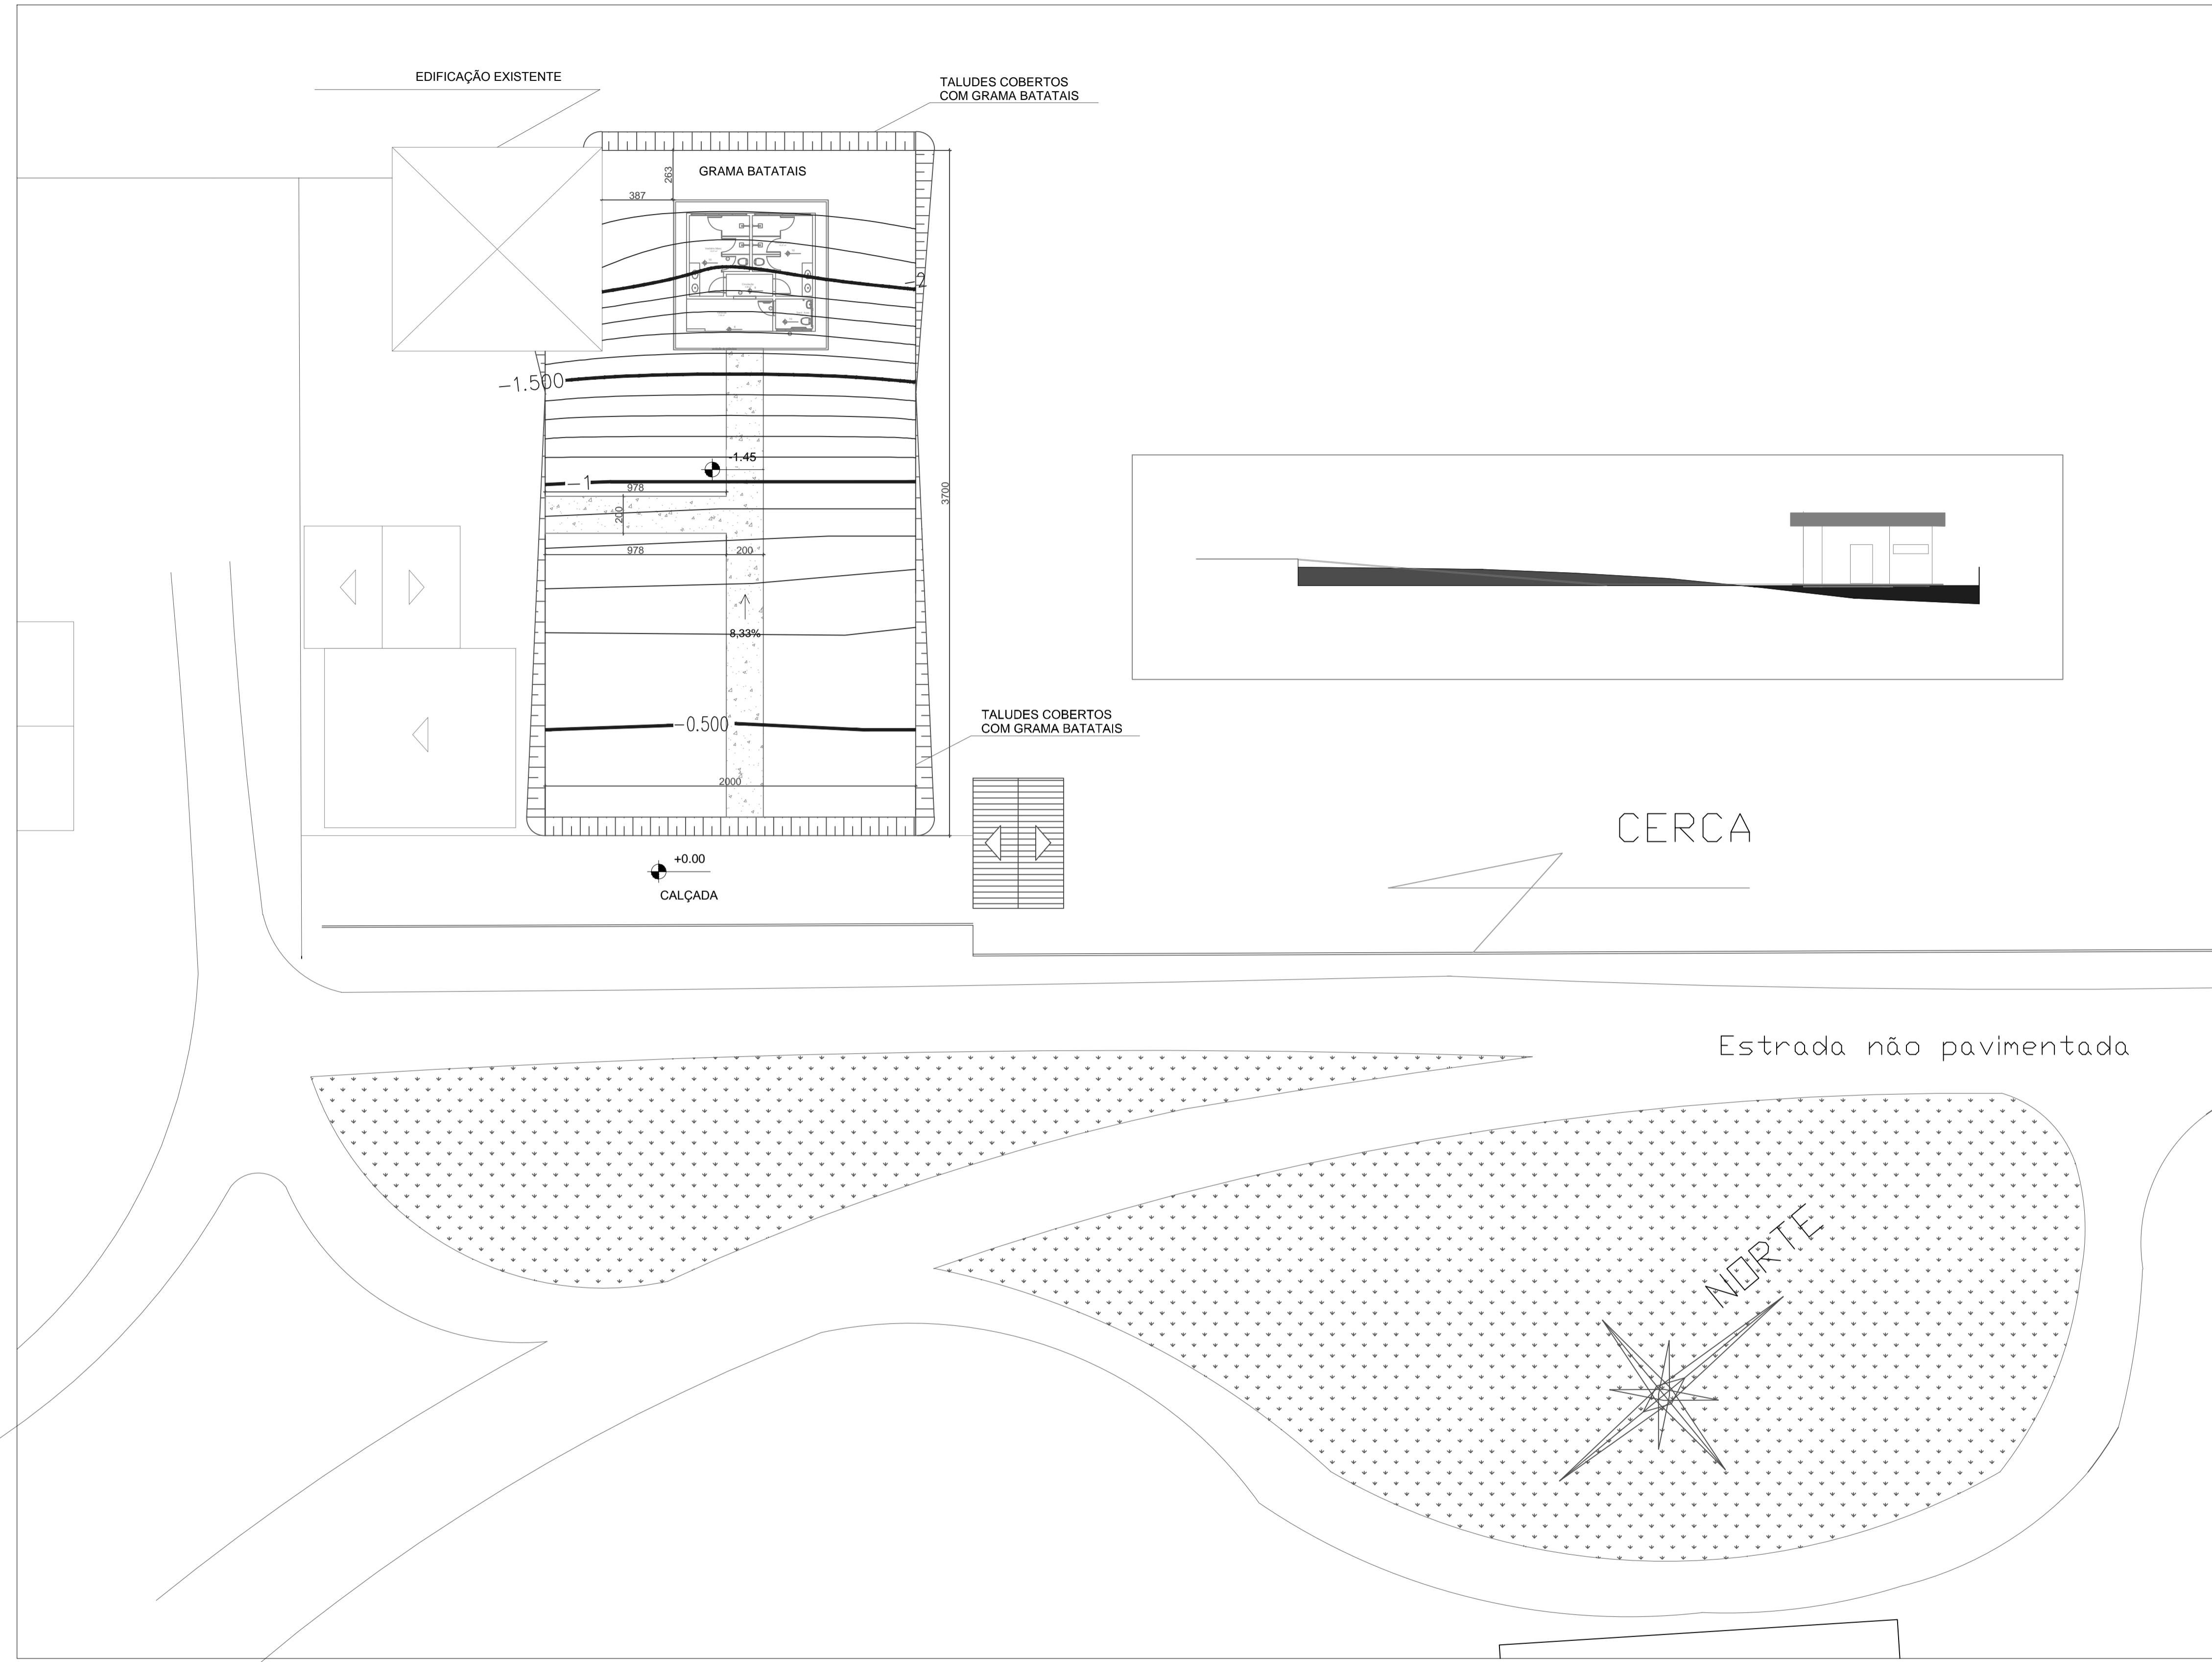 EDIFICAÇÃO EXISTENTE
TALUDES COBERTOS
COM GRAMA BATATAIS
GRAMA BATATAIS
263
387
-2
-1.500
-1.45
-1
978
3700
200
978
200
8,33%
TALUDES COBERTOS
COM GRAMA BATATAIS
-0.500
2000
CERCA
+0.00
CALÇADA
Estrada não pavimentada
NORTE